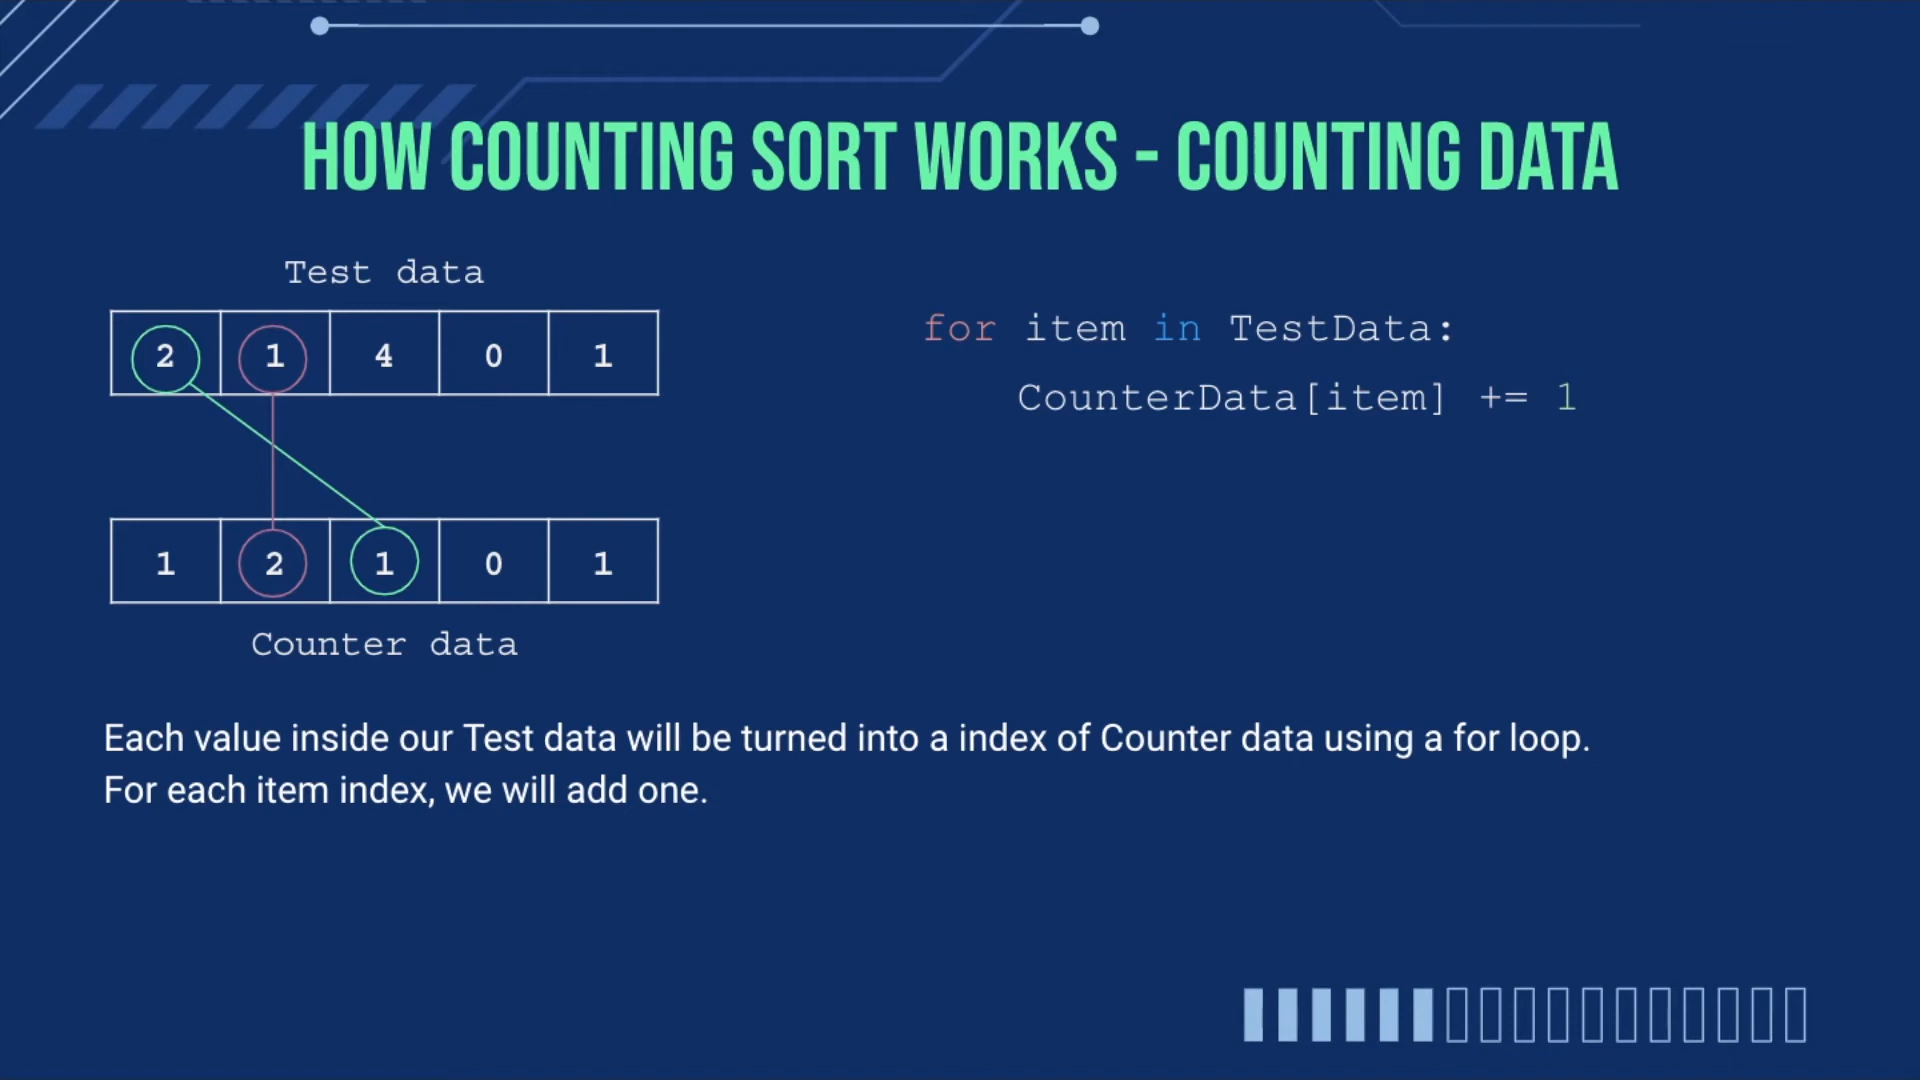 HOW COUNTING SORT WORKS - COUNTING DATA
Test data
2 1 4 0 1
for item in TestData:
CounterData[item] += 1
1 2 1 0 1
Counter data
Each value inside our Test data will be turned into a index of Counter data using a for loop.
For each item index, we will add one.